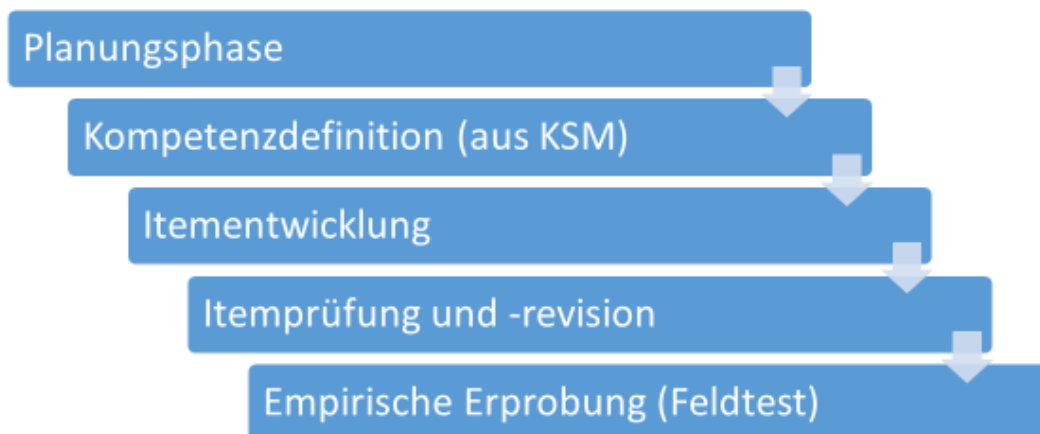 Planungsphase
Kompetenzdefinition (aus KSM)
Itementwicklung
Itemprüfung und -revision
Empirische Erprobung (Feldtest)